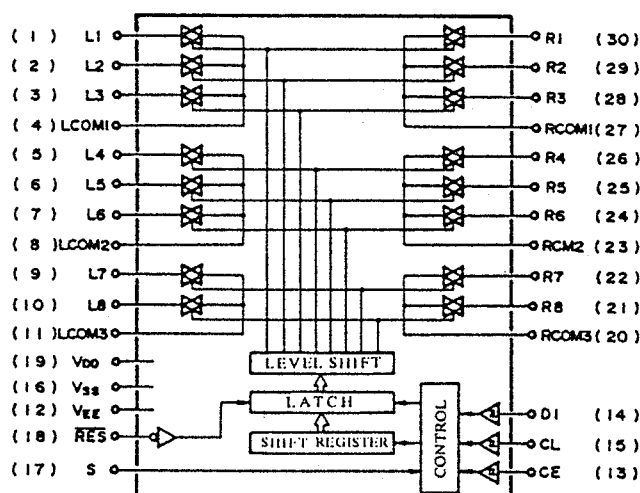 (1) L1 R1 (30)
(2) L2 R2 (29)
(3) L3 R3 (28)
(4) LCOM1 RCOM1 (27)
(5) L4 R4 (26)
(6) L5 R5 (25)
(7) L6 R6 (24)
(8) LCOM2 RCM2 (23)
(9) L7 R7 (22)
(10) L8 R8 (21)
(11) LCOM3 RCOM3 (20)
(19) VDD LEVEL SHIFT
(16) VSS
(12) VEE LATCH DI (14)
(18) RES SHIFT REGISTER CONTROL CL (15)
(17) S CE (13)